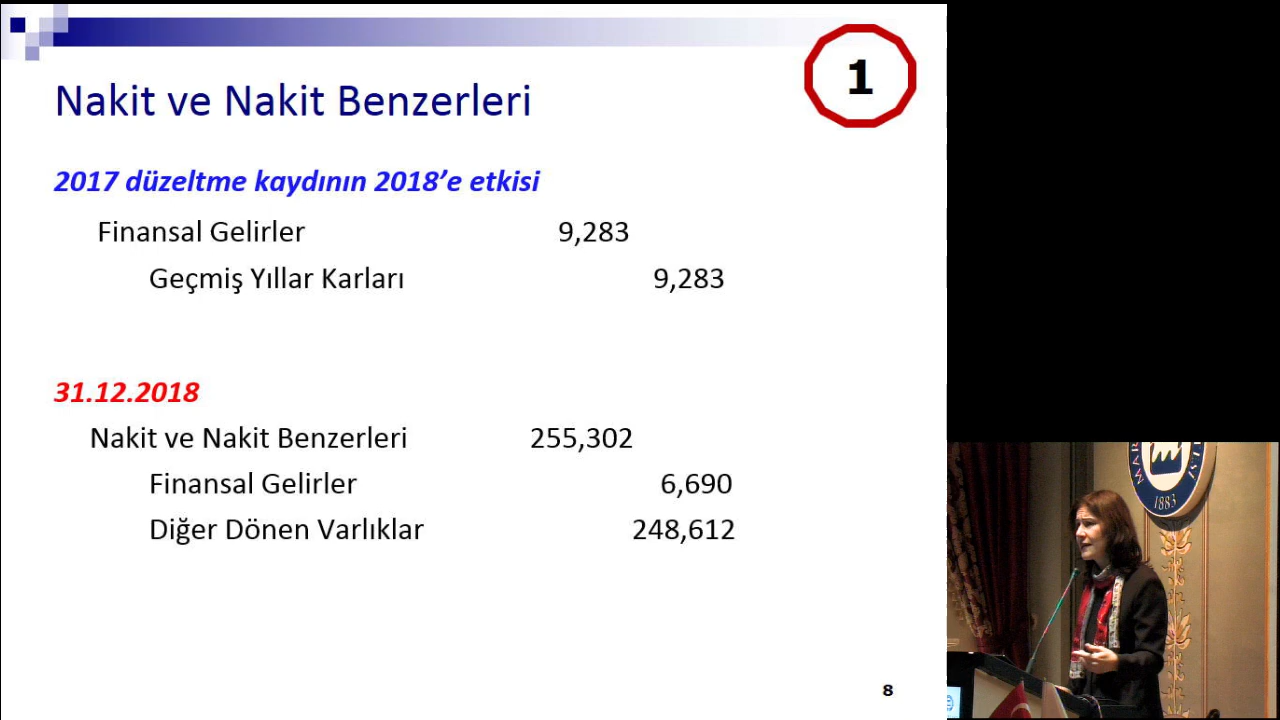 1
Nakit ve Nakit Benzerleri
2017 düzeltme kaydının 2018’e etkisi
Finansal Gelirler 9,283
Geçmiş Yıllar Karları 9,283
31.12.2018
Nakit ve Nakit Benzerleri 255,302
Finansal Gelirler 6,690
Diğer Dönen Varlıklar 248,612
8
1883